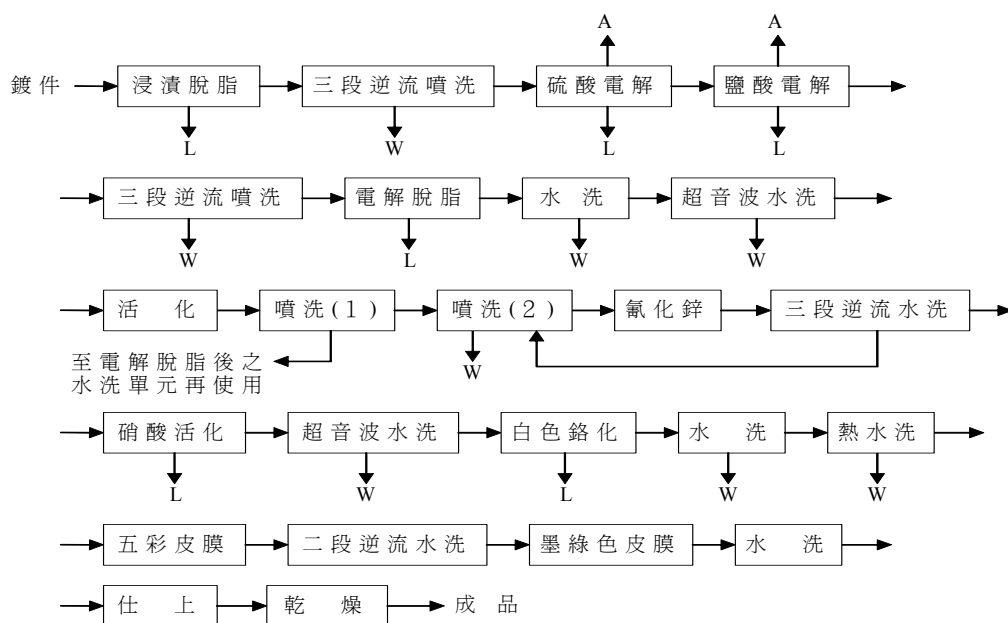 A A
鍍件 浸漬脫脂 三段逆流噴洗 硫酸電解 鹽酸電解
L W L L
三段逆流噴洗 電解脫脂 水洗 超音波水洗
W L W W
活化 噴洗(1) 噴洗(2) 氰化鋅 三段逆流水洗
至電解脫脂後之
水洗單元再使用
W
硝酸活化 超音波水洗 白色鉻化 水洗 熱水洗
L W L W W
五彩皮膜 二段逆流水洗 墨綠色皮膜 水洗
仕上 乾燥 成品